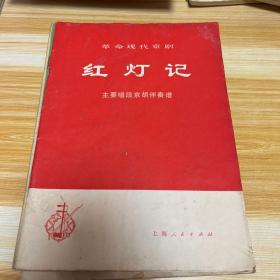 革命现代京剧
红灯记
主要唱段京胡伴奏谱
上海人民出版社